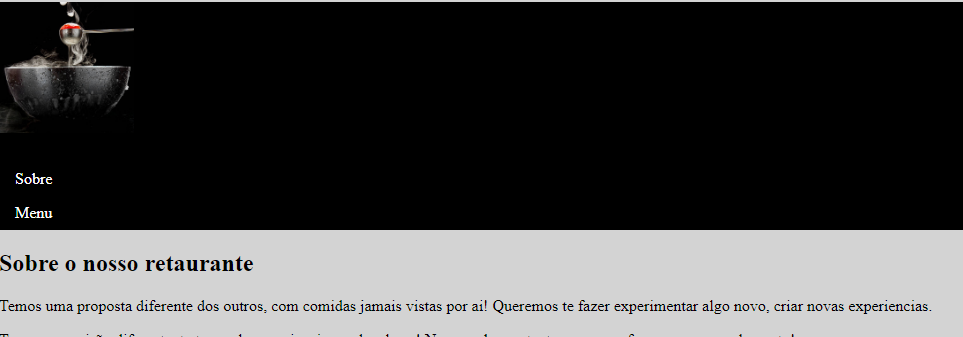 Sobre
Menu
Sobre o nosso retaurante
Temos uma proposta diferente dos outros, com comidas jamais vistas por ai! Queremos te fazer experimentar algo novo, criar novas experiencias.